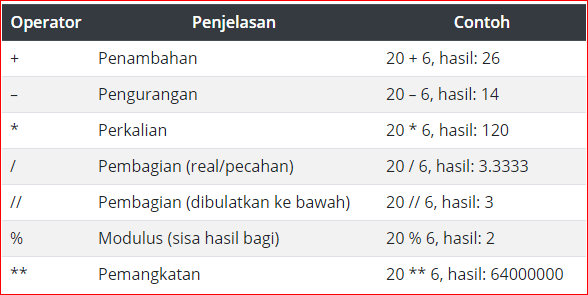 Operator Penjelasan Contoh
+ Penambahan 20 + 6, hasil: 26
– Pengurangan 20 – 6, hasil: 14
* Perkalian 20 * 6, hasil: 120
/ Pembagian (real/pecahan) 20 / 6, hasil: 3.3333
// Pembagian (dibulatkan ke bawah) 20 // 6, hasil: 3
% Modulus (sisa hasil bagi) 20 % 6, hasil: 2
** Pemangkatan 20 ** 6, hasil: 64000000